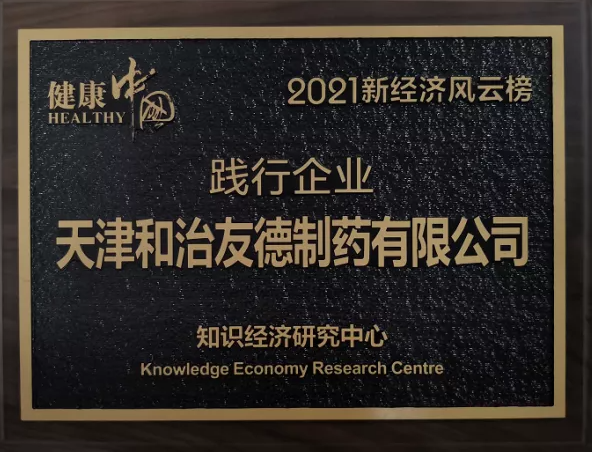 健康中国
HEALTHY
2021新经济风云榜
践行企业
天津和治友德制药有限公司
知识经济研究中心
Knowledge Economy Research Centre